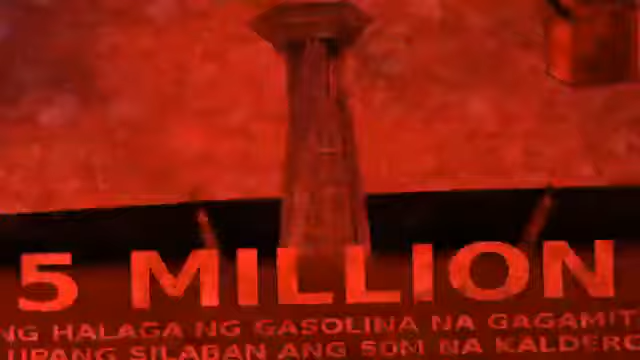 5 MILLION
NG HALAGA NG GASOLINA NA GAGAMIT
UPANG SILABAN ANG 50M NA KALDERO